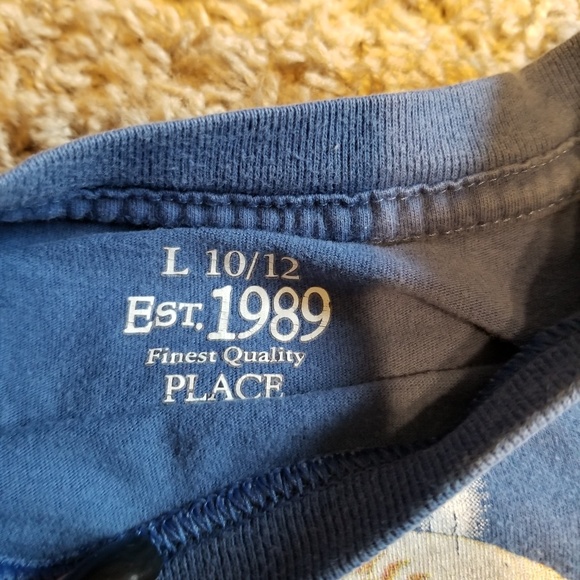 L 10/12
EST. 1989
Finest Quality
PLACE